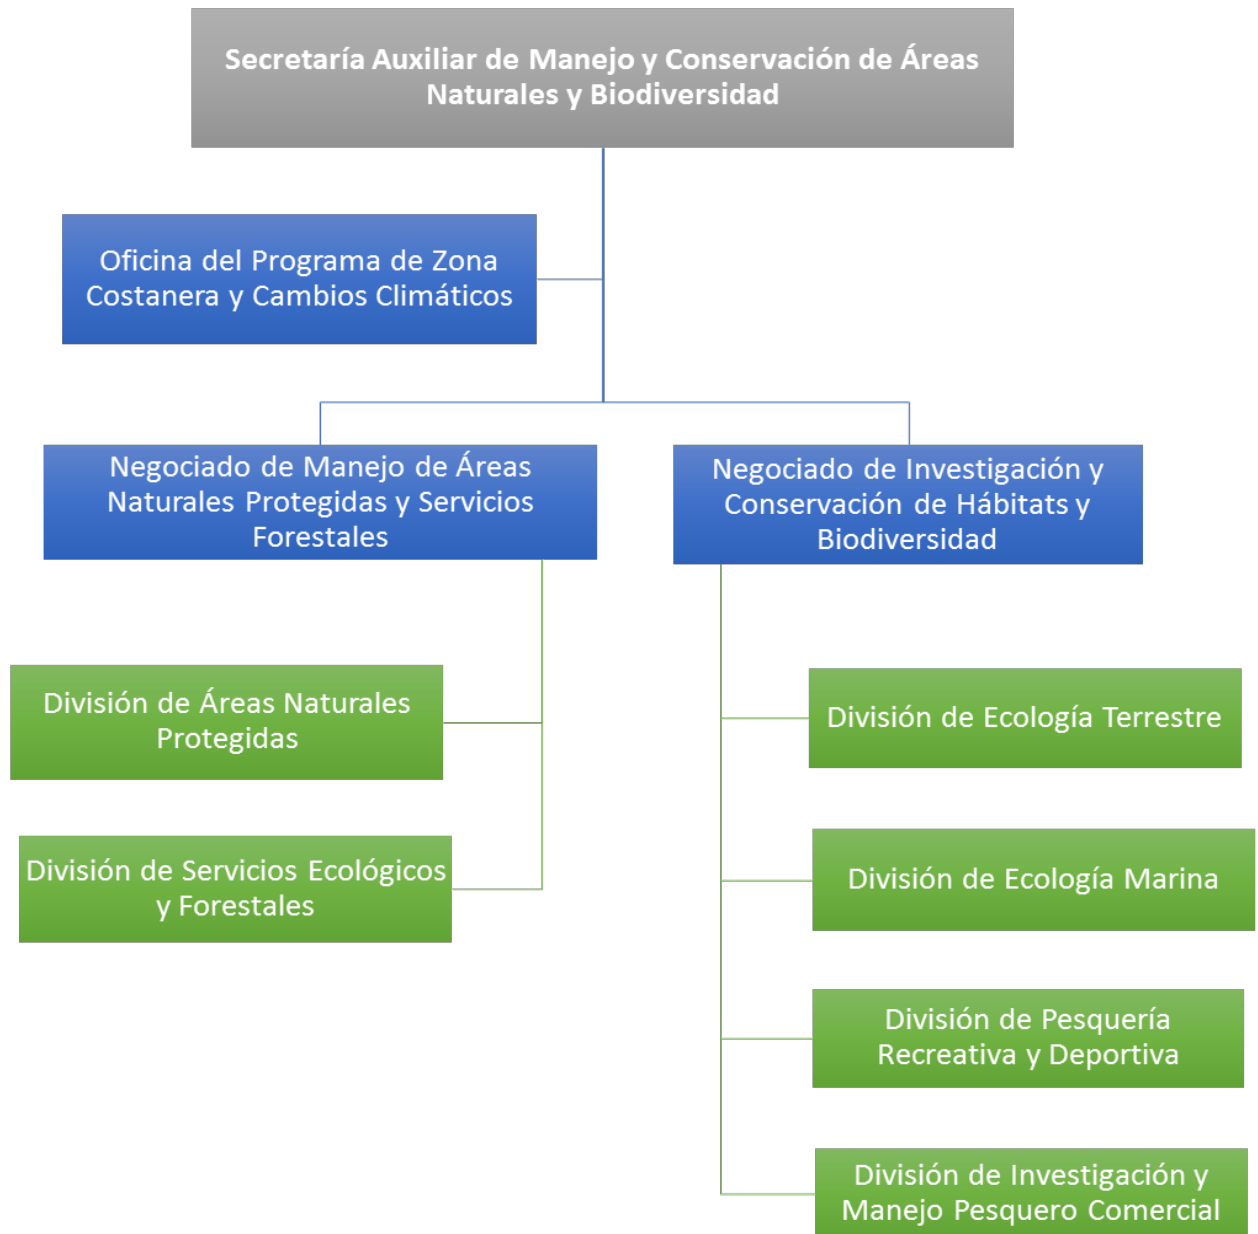 Secretaría Auxiliar de Manejo y Conservación de Áreas
Naturales y Biodiversidad
Oficina del Programa de Zona
Costanera y Cambios Climáticos
Negociado de Manejo de Áreas
Naturales Protegidas y Servicios
Forestales
Negociado de Investigación y
Conservación de Hábitats y
Biodiversidad
División de Áreas Naturales
Protegidas
División de Servicios Ecológicos
y Forestales
División de Ecología Terrestre
División de Ecología Marina
División de Pesquería
Recreativa y Deportiva
División de Investigación y
Manejo Pesquero Comercial